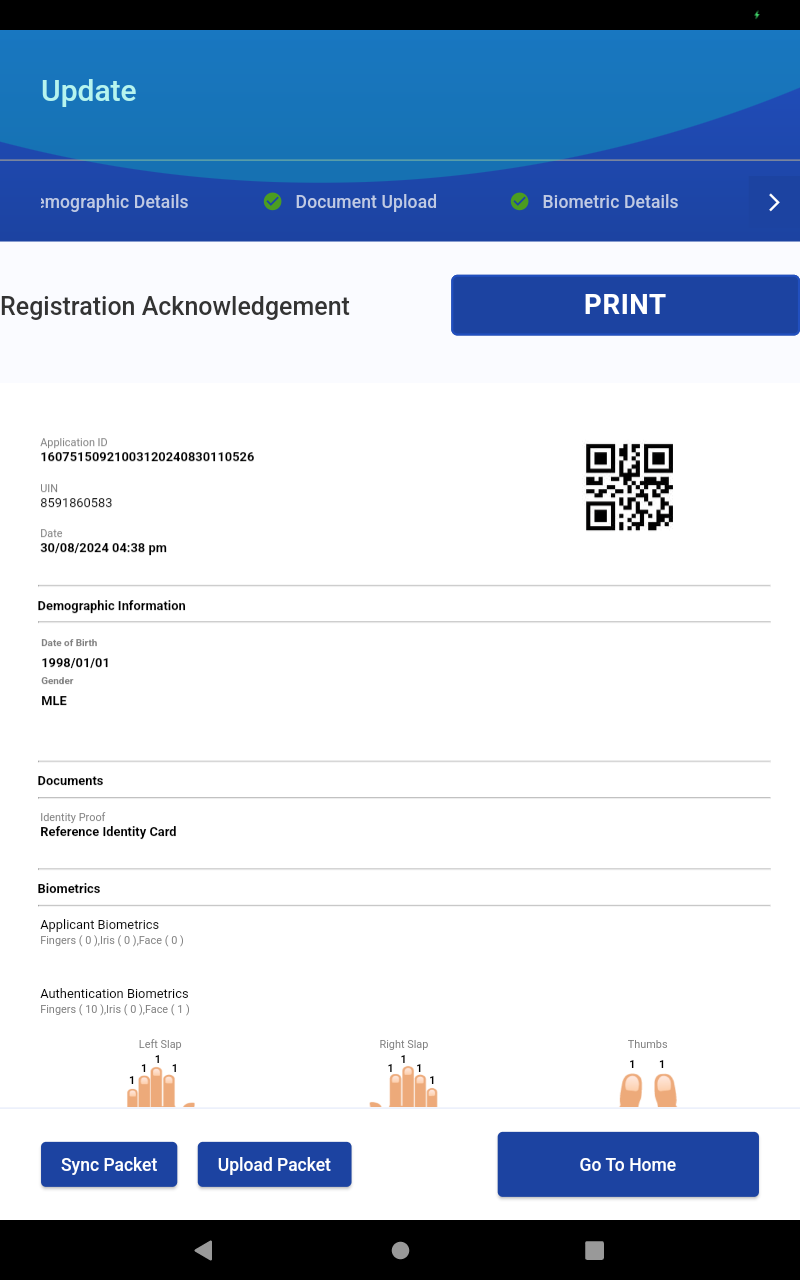 Update
emographic Details
Document Upload
Biometric Details
Registration Acknowledgement
PRINT
Application ID
16075150921003120240830110526
UIN
8591860583
Date
30/08/2024 04:38 pm
Demographic Information
Date of Birth
1998/01/01
Gender
MLE
Documents
Identity Proof
Reference Identity Card
Biometrics
Applicant Biometrics
Fingers ( 0 ),Iris ( 0 ),Face ( 0 )
Authentication Biometrics
Fingers ( 10 ),Iris ( 0 ),Face ( 1 )
Left Slap
Right Slap
Thumbs
1 1 1 1
1 1 1 1
1 1
Sync Packet
Upload Packet
Go To Home